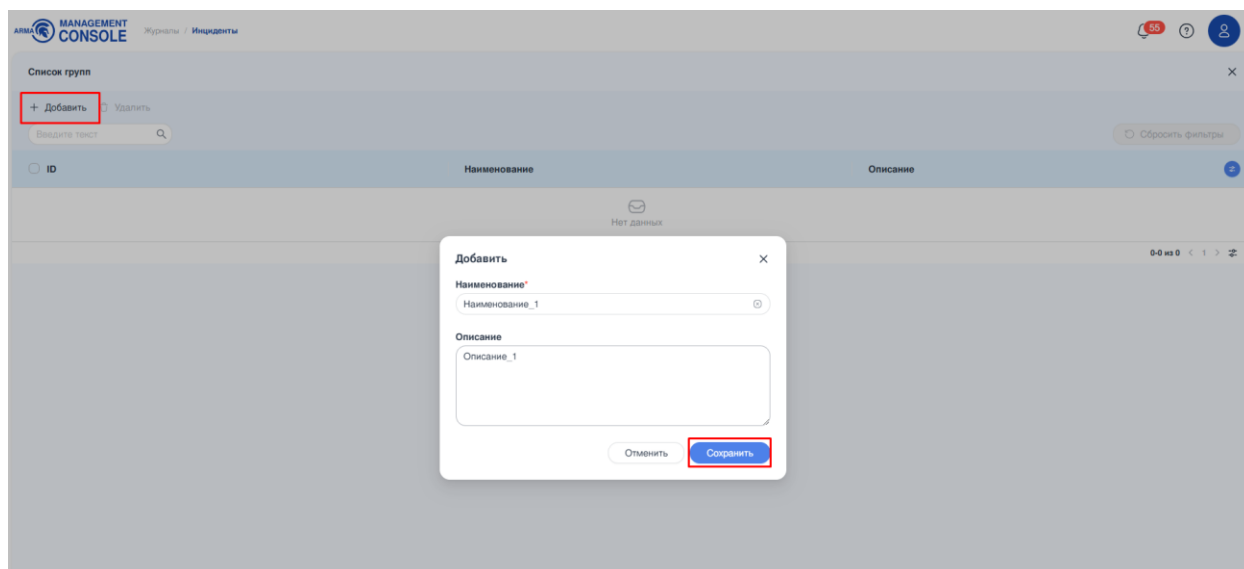 ARMA MANAGEMENT CONSOLE Журналы / Инциденты 55 ?
Список групп
+ Добавить Удалить
Введите текст Сбросить фильтры
ID Наименование Описание
Нет данных
0-0 из 0 < 1 >
Добавить
Наименование*
Наименование_1
Описание
Описание_1
Отменить Сохранить